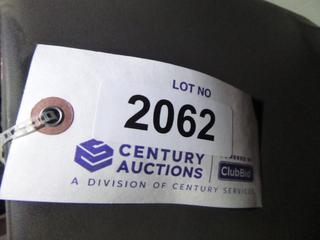 LOT NO
2062
CENTURY
AUCTIONS
ClubBid
A DIVISION OF CENTURY SERVICES